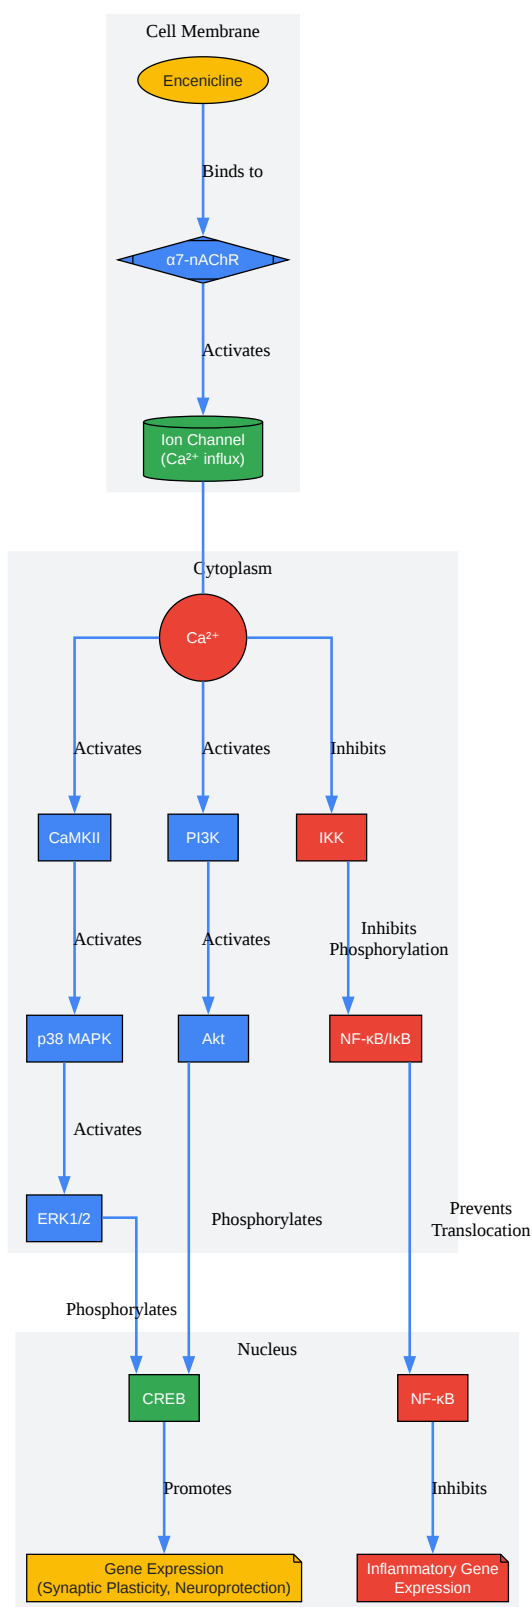 Cell Membrane
Encenicline
Binds to
α7-nAChR
Activates
Ion Channel
(Ca²⁺ influx)
Cytoplasm
Ca²⁺
Activates
Activates
Inhibits
CaMKII
PI3K
IKK
Activates
Activates
Inhibits
Phosphorylation
p38 MAPK
Akt
NF-κB/IκB
Activates
ERK1/2
Phosphorylates
Prevents
Translocation
Phosphorylates
Nucleus
CREB
NF-κB
Promotes
Inhibits
Gene Expression
(Synaptic Plasticity, Neuroprotection)
Inflammatory Gene
Expression